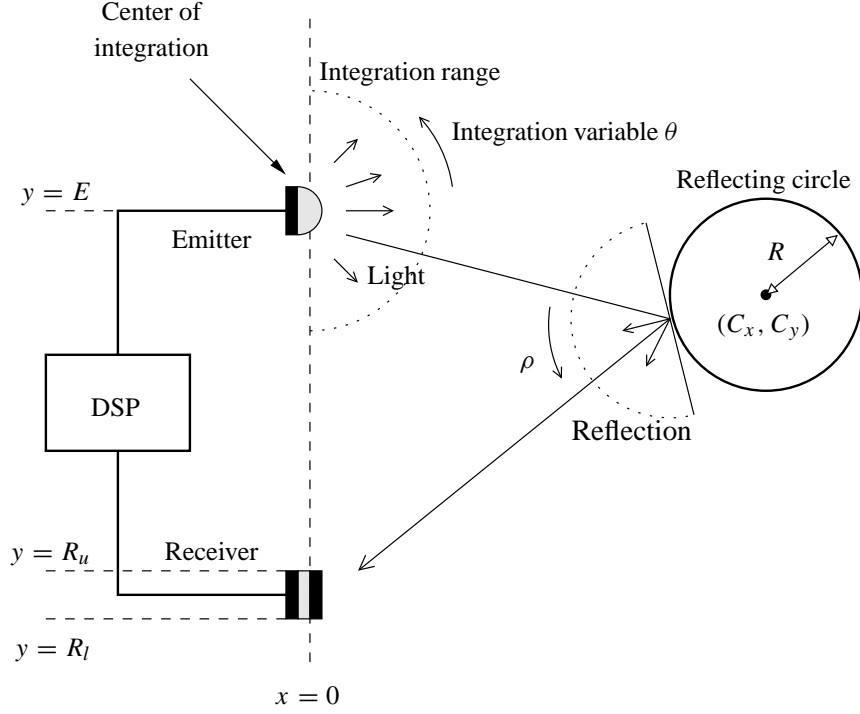 Center of
integration
Integration range
Integration variable θ
y = E
Emitter
Light
Reflecting circle
R
(C_x, C_y)
ρ
DSP
Reflection
y = R_u
Receiver
y = R_l
x = 0